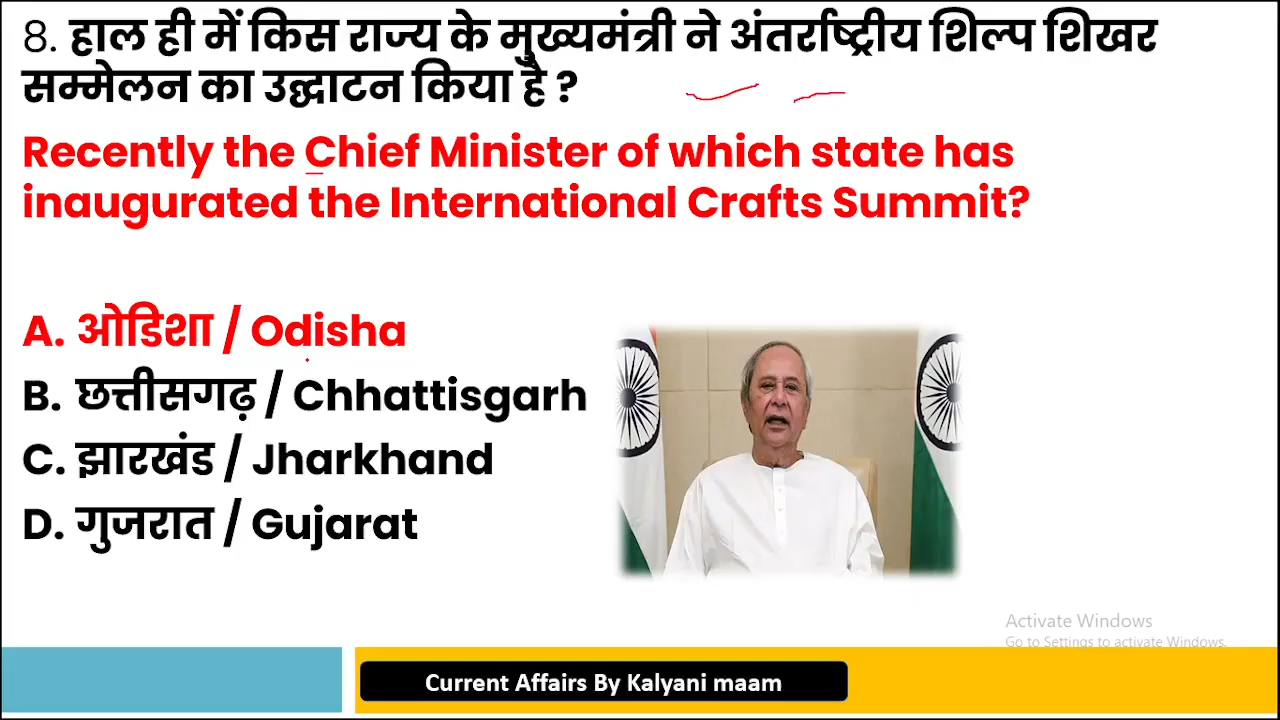 8. हाल ही में किस राज्य के मुख्यमंत्री ने अंतर्राष्ट्रीय शिल्प शिखर
सम्मेलन का उद्घाटन किया है ?
Recently the Chief Minister of which state has
inaugurated the International Crafts Summit?
A. ओडिशा / Odisha
B. छत्तीसगढ़ / Chhattisgarh
C. झारखंड / Jharkhand
D. गुजरात / Gujarat
Activate Windows
Go to Settings to activate Windows.
Current Affairs By Kalyani maam